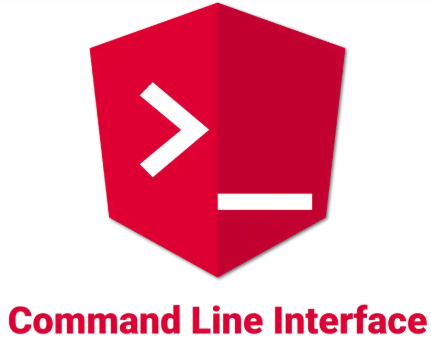 >_
Command Line Interface